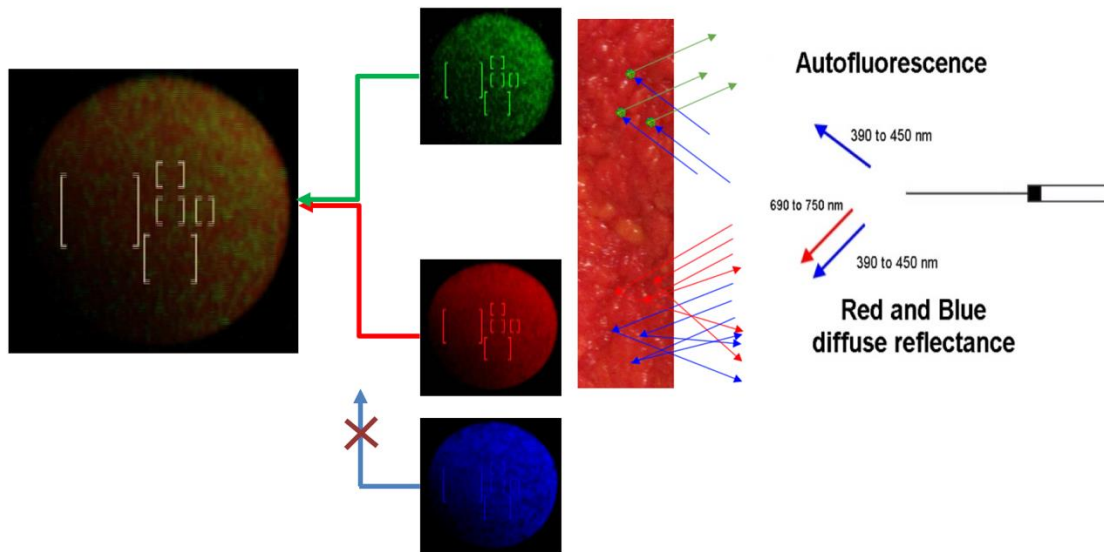 Autofluorescence
390 to 450 nm
690 to 750 nm
390 to 450 nm
Red and Blue
diffuse reflectance